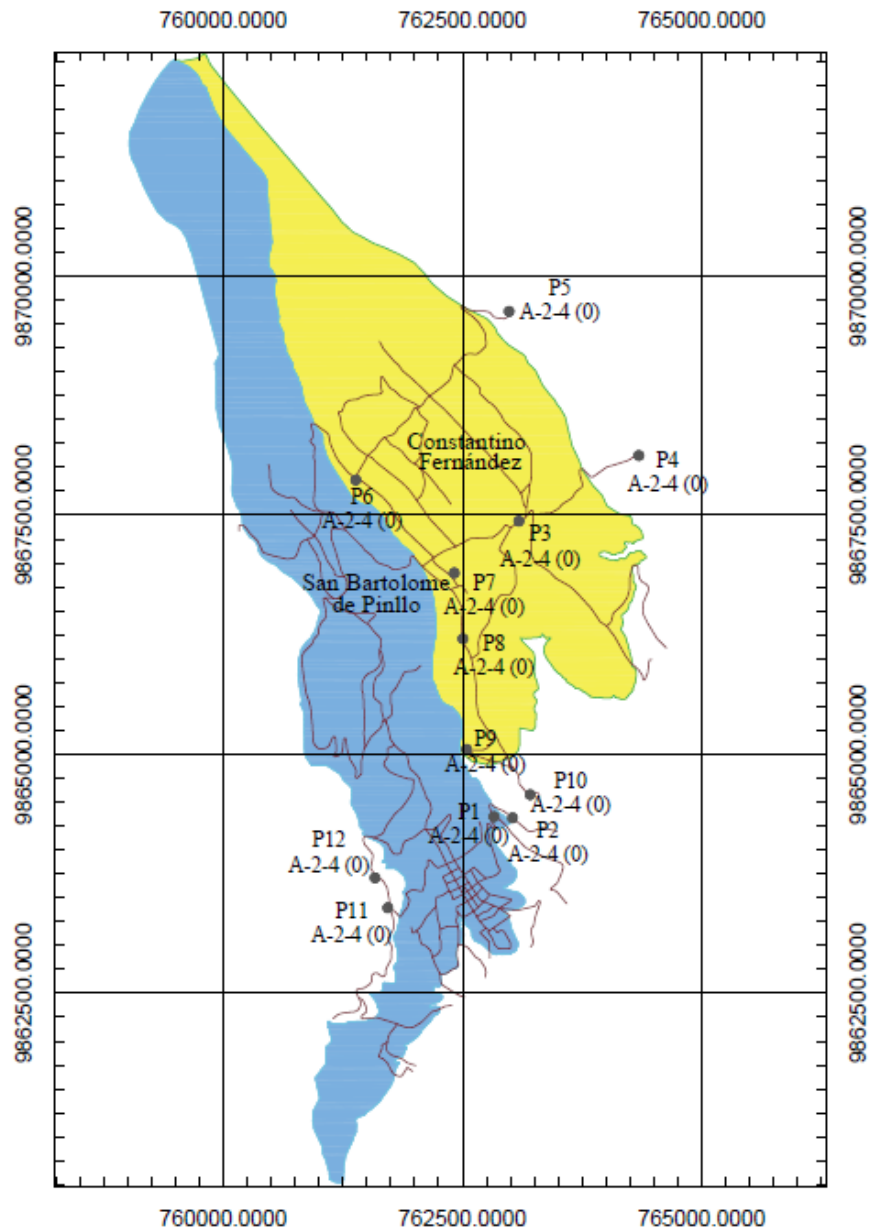 760000.0000 762500.0000 765000.0000
9870000.0000
9870000.0000
P5
A-2-4 (0)
Constantino
Fernández
P4
A-2-4 (0)
P6
A-2-4 (0)
9867500.0000
9867500.0000
P3
A-2-4 (0)
San Bartolome
de Pinllo
P7
A-2-4 (0)
P8
A-2-4 (0)
P9
A-2-4 (0)
9865000.0000
9865000.0000
P10
A-2-4 (0)
P1
A-2-4 (0)
P2
A-2-4 (0)
P12
A-2-4 (0)
P11
A-2-4 (0)
9862500.0000
9862500.0000
760000.0000 762500.0000 765000.0000